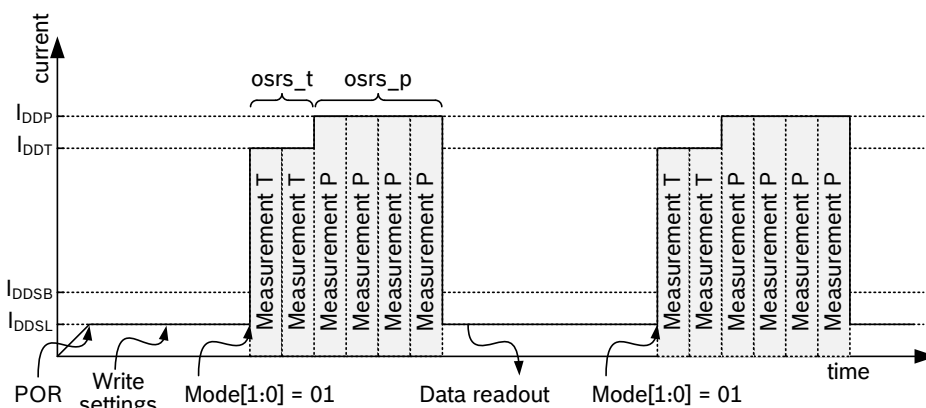 current
osrs_t
osrs_p
IDDP
IDDT
IDDSB
IDDSL
Measurement T
Measurement T
Measurement P
Measurement P
Measurement P
Measurement P
Measurement T
Measurement T
Measurement P
Measurement P
Measurement P
Measurement P
time
POR
Write
settings
Mode[1:0] = 01
Data readout
Mode[1:0] = 01